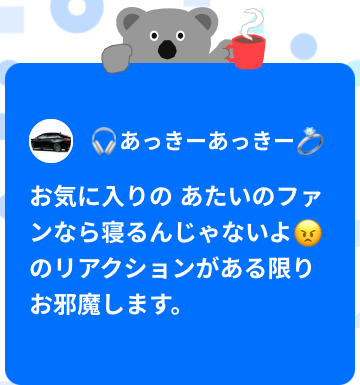 🎧あっきーあっきー💍
お気に入りの あたいのファ
ンなら寝るんじゃないよ😠
のリアクションがある限り
お邪魔します。